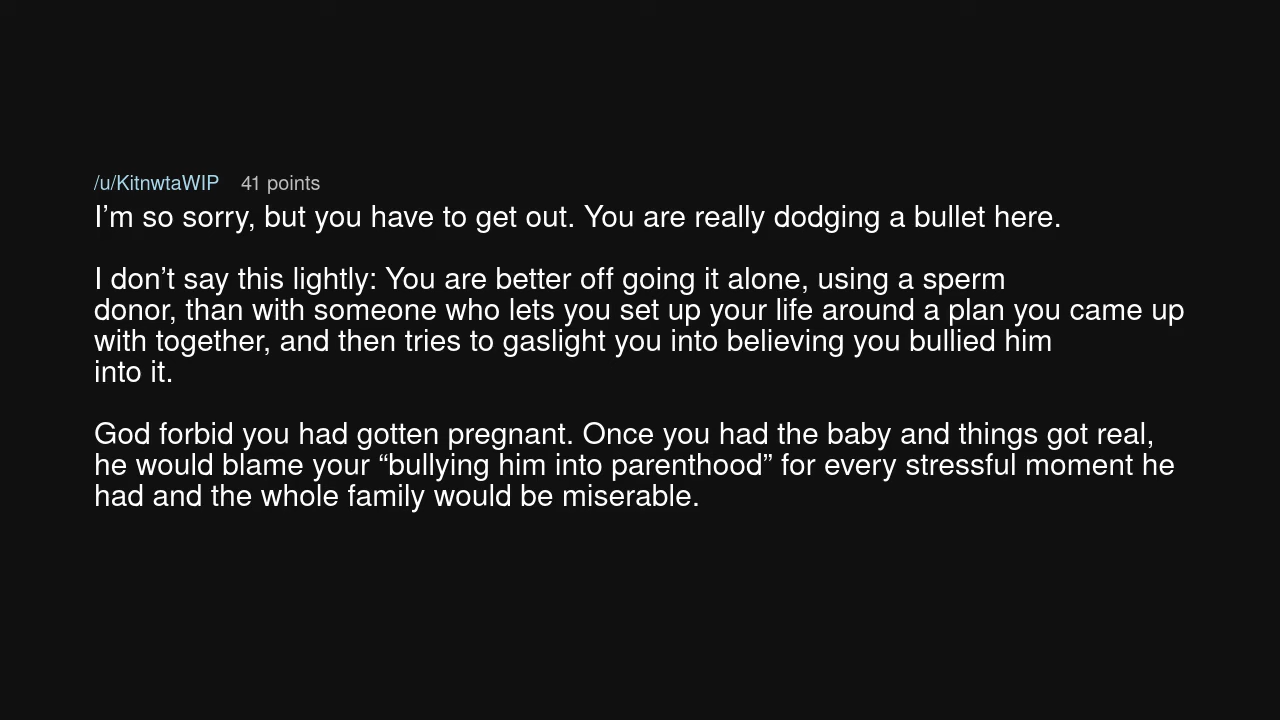 /u/KitnwtaWIP 41 points
I’m so sorry, but you have to get out. You are really dodging a bullet here.
I don’t say this lightly: You are better off going it alone, using a sperm
donor, than with someone who lets you set up your life around a plan you came up
with together, and then tries to gaslight you into believing you bullied him
into it.
God forbid you had gotten pregnant. Once you had the baby and things got real,
he would blame your “bullying him into parenthood” for every stressful moment he
had and the whole family would be miserable.